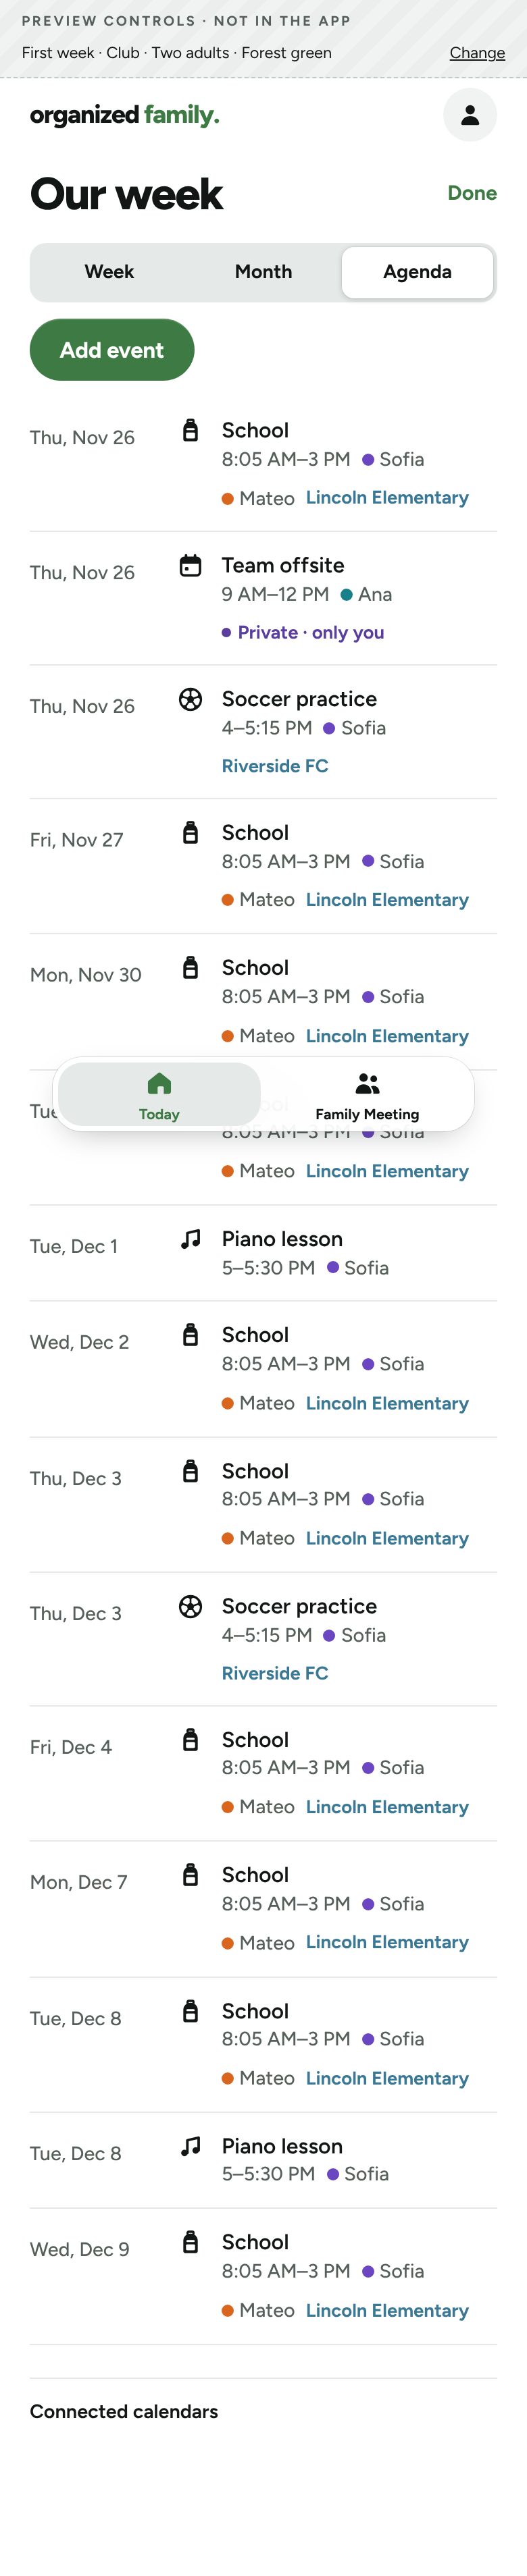 PREVIEW CONTROLS · NOT IN THE APP
First week · Club · Two adults · Forest green Change
organized family.
Our week Done
Week Month Agenda
Add event
Thu, Nov 26 School
8:05 AM–3 PM Sofia
Mateo Lincoln Elementary
Thu, Nov 26 Team offsite
9 AM–12 PM Ana
Private · only you
Thu, Nov 26 Soccer practice
4–5:15 PM Sofia
Riverside FC
Fri, Nov 27 School
8:05 AM–3 PM Sofia
Mateo Lincoln Elementary
Mon, Nov 30 School
8:05 AM–3 PM Sofia
Mateo Lincoln Elementary
Today Family Meeting
8:05 AM–3 PM Sofia
Mateo Lincoln Elementary
Tue, Dec 1 Piano lesson
5–5:30 PM Sofia
Wed, Dec 2 School
8:05 AM–3 PM Sofia
Mateo Lincoln Elementary
Thu, Dec 3 School
8:05 AM–3 PM Sofia
Mateo Lincoln Elementary
Thu, Dec 3 Soccer practice
4–5:15 PM Sofia
Riverside FC
Fri, Dec 4 School
8:05 AM–3 PM Sofia
Mateo Lincoln Elementary
Mon, Dec 7 School
8:05 AM–3 PM Sofia
Mateo Lincoln Elementary
Tue, Dec 8 School
8:05 AM–3 PM Sofia
Mateo Lincoln Elementary
Tue, Dec 8 Piano lesson
5–5:30 PM Sofia
Wed, Dec 9 School
8:05 AM–3 PM Sofia
Mateo Lincoln Elementary
Connected calendars